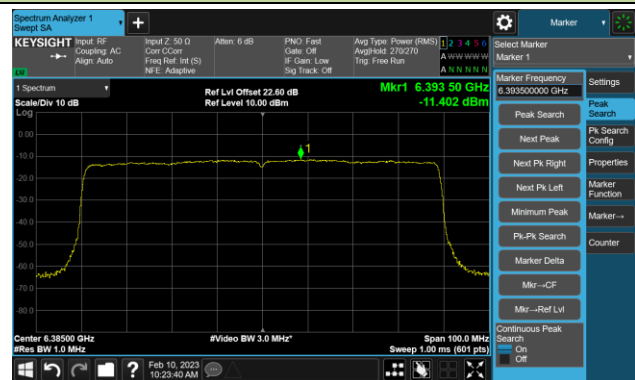 Spectrum Analyzer 1
Swept SA
+
Marker
KEYSIGHT
Input: RF
Coupling: AC
Align: Auto
Input Z: 50 Ω
Corr CCorr
Freq Ref: Int (S)
NFE: Adaptive
Atten: 6 dB
PNO: Fast
Gate: Off
IF Gain: Low
Sig Track: Off
Avg Type: Power (RMS)
Avg|Hold: 270/270
Trig: Free Run
1 2 3 4 5 6
A W W W W W
A N N N N N
Select Marker
Marker 1
1 Spectrum
Scale/Div 10 dB
Log
Ref Lvl Offset 22.60 dB
Ref Level 10.00 dBm
Mkr1 6.393 50 GHz
-11.402 dBm
0.00
-10.0
-20.0
-30.0
-40.0
-50.0
-60.0
-70.0
-80.0
1
Center 6.38500 GHz
#Res BW 1.0 MHz
#Video BW 3.0 MHz*
Span 100.0 MHz
Sweep 1.00 ms (601 pts)
Marker Frequency
6.393500000 GHz
Peak Search
Next Peak
Next Pk Right
Next Pk Left
Minimum Peak
Pk-Pk Search
Marker Delta
Mkr→CF
Mkr→Ref Lvl
Continuous Peak
Search
On
Off
Settings
Peak
Search
Pk Search
Config
Properties
Marker
Function
Marker→
Counter
?
Feb 10, 2023
10:23:40 AM